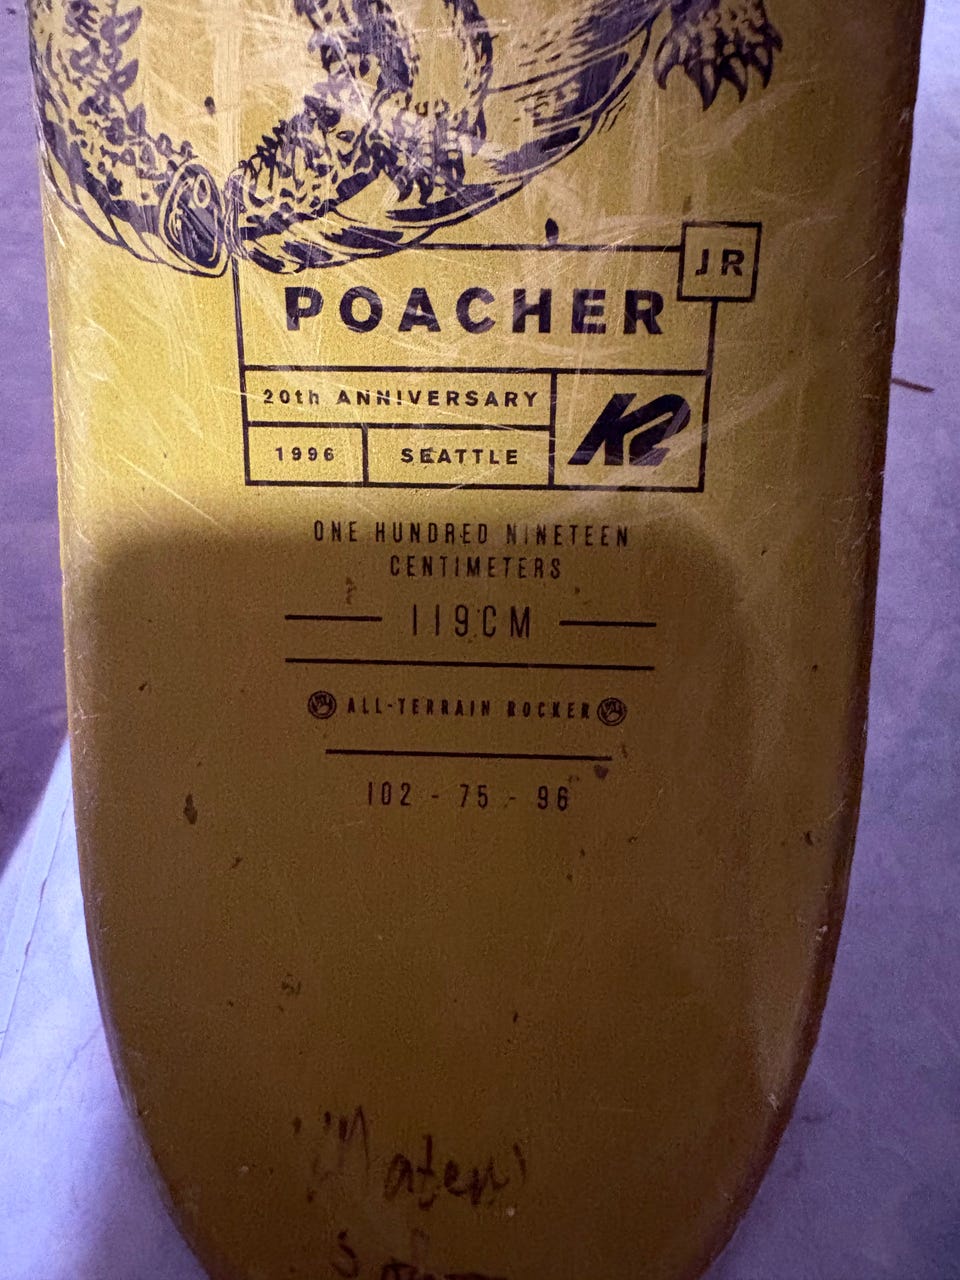 JR
POACHER
20th ANNIVERSARY
1996 SEATTLE K2
ONE HUNDRED NINETEEN
CENTIMETERS
119CM
ALL-TERRAIN ROCKER
102 - 75 - 96